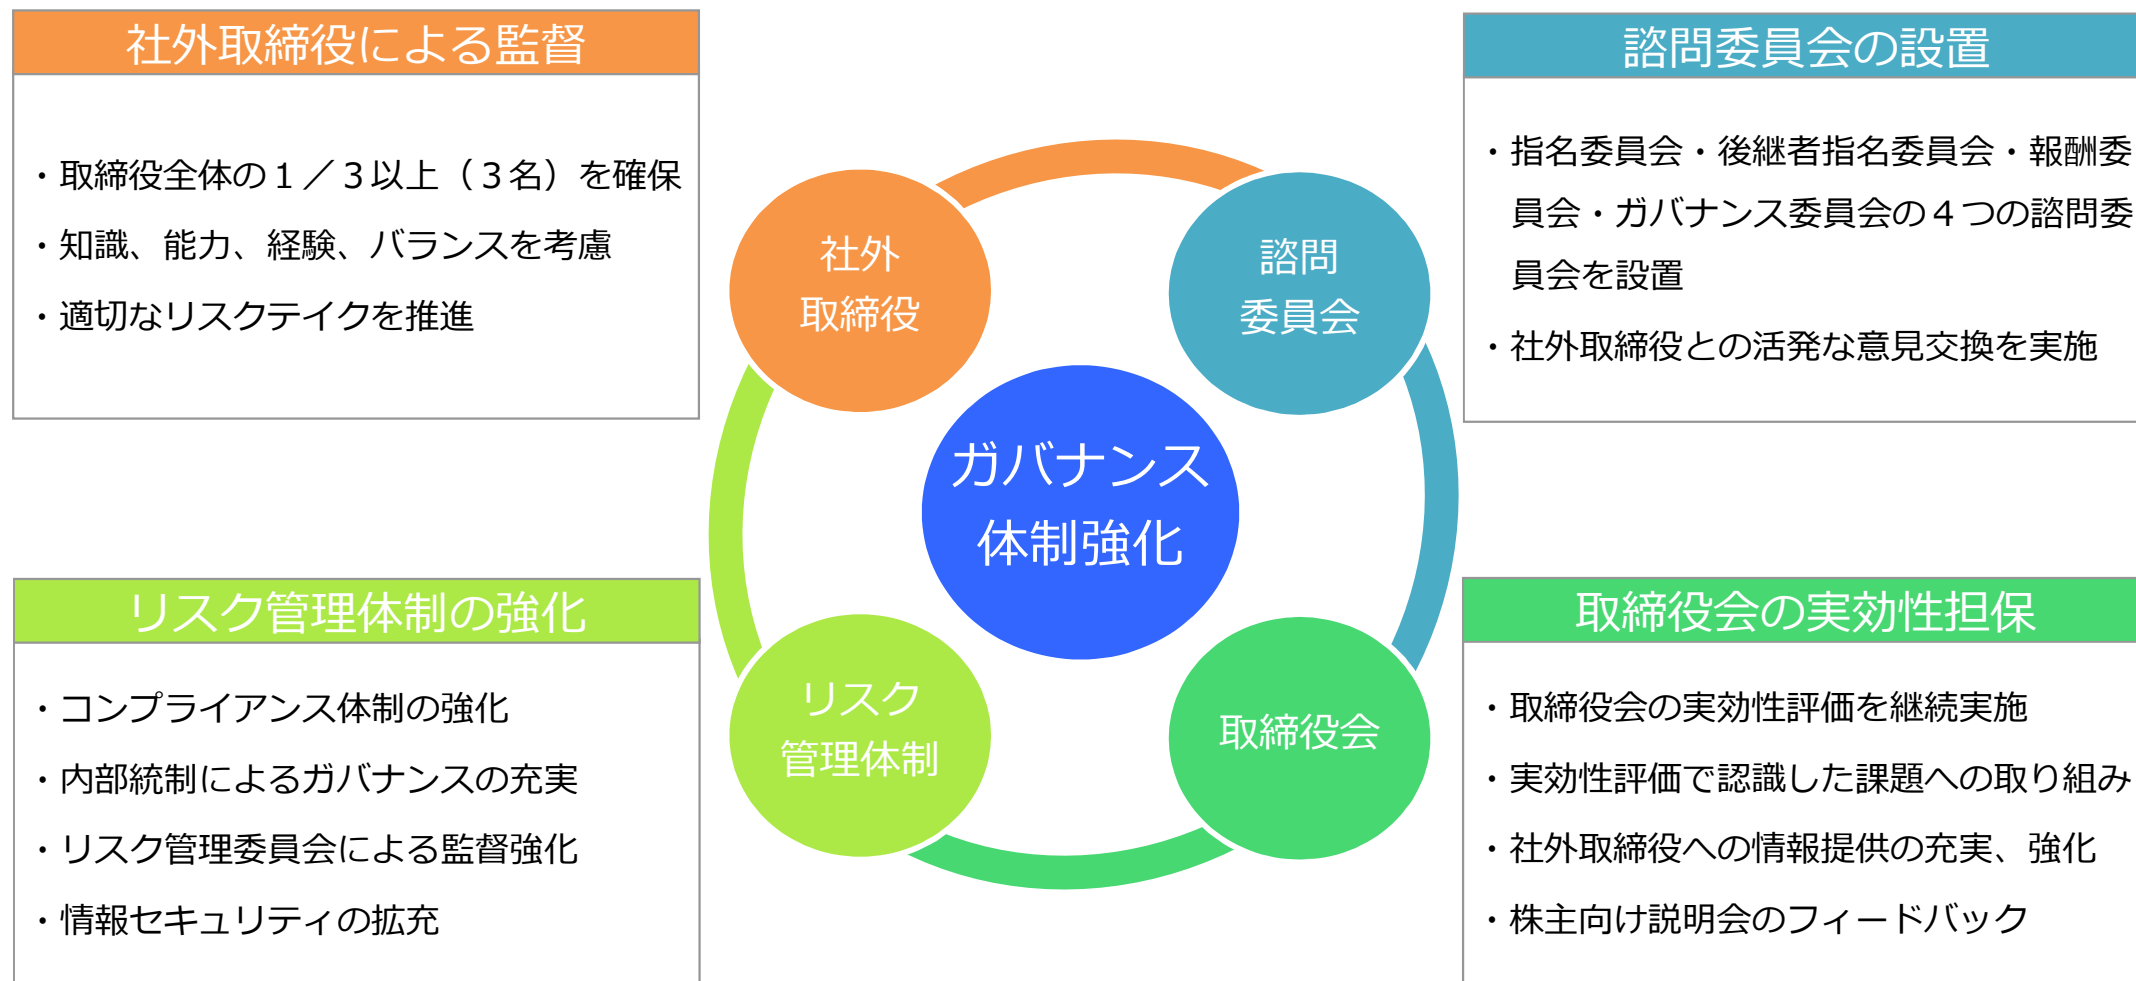 社外取締役による監督
・取締役全体の１／３以上（３名）を確保
・知識、能力、経験、バランスを考慮
・適切なリスクテイクを推進
諮問委員会の設置
・指名委員会・後継者指名委員会・報酬委
員会・ガバナンス委員会の４つの諮問委
員会を設置
・社外取締役との活発な意見交換を実施
社外
取締役
諮問
委員会
ガバナンス
体制強化
リスク
管理体制
取締役会
リスク管理体制の強化
・コンプライアンス体制の強化
・内部統制によるガバナンスの充実
・リスク管理委員会による監督強化
・情報セキュリティの拡充
取締役会の実効性担保
・取締役会の実効性評価を継続実施
・実効性評価で認識した課題への取り組み
・社外取締役への情報提供の充実、強化
・株主向け説明会のフィードバック